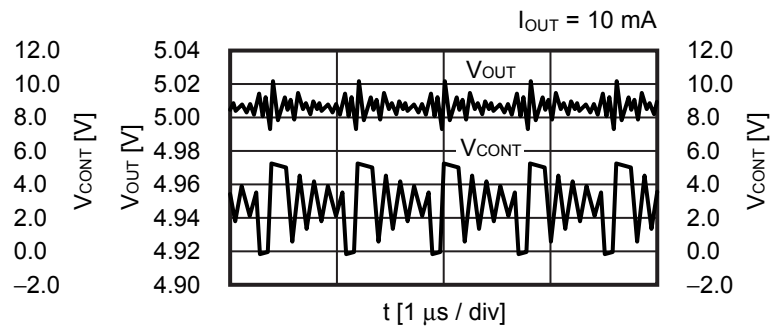 I_OUT = 10 mA
12.0 5.04 12.0
10.0 5.02 10.0
8.0 5.00 8.0
6.0 4.98 6.0
4.0 4.96 4.0
2.0 4.94 2.0
0.0 4.92 0.0
−2.0 4.90 −2.0
VCONT [V]
VOUT [V]
VOUT
VCONT
VCONT [V]
t [1 μs / div]